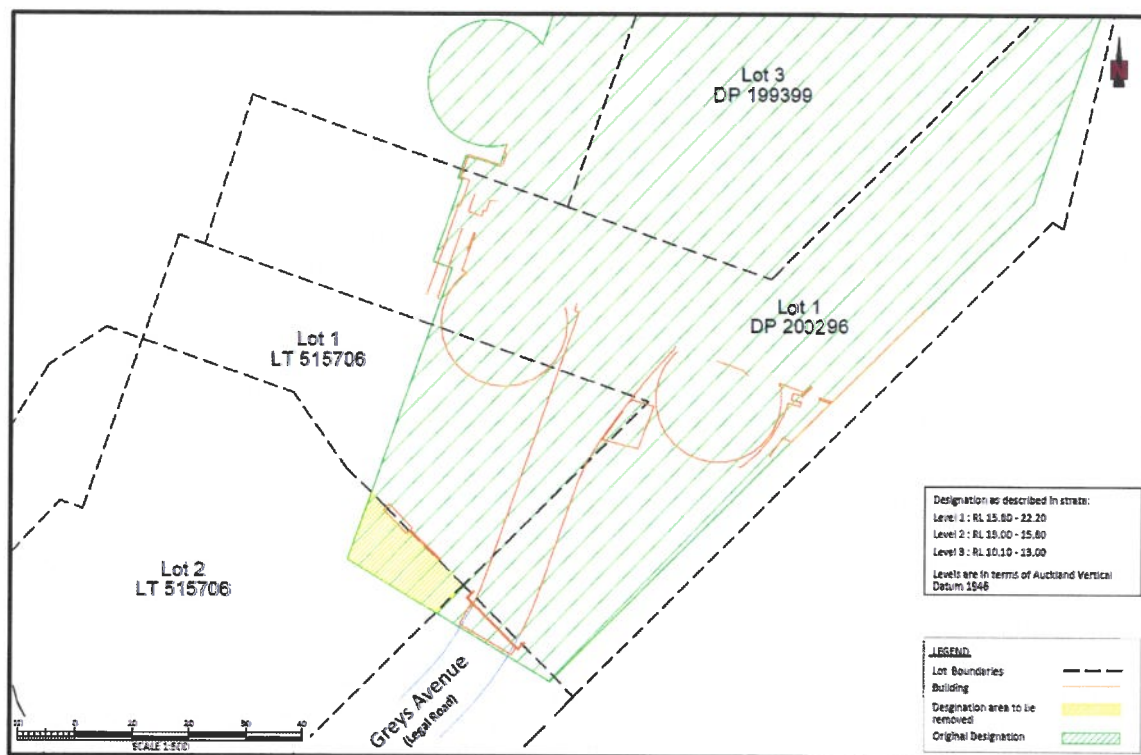 Lot 3
DP 199399
Lot 1
DP 200296
Lot 1
LT 515706
Lot 2
LT 515706
Greys Avenue
(Legal Road)
Designation as described in strata:
Level 1 : RL 15.80 - 22.20
Level 2 : RL 13.00 - 15.80
Level 3 : RL 10.10 - 13.00
Levels are in terms of Auckland Vertical
Datum 1946
LEGEND
Lot Boundaries
Building
Designation area to be
removed
Original Designation
10 0 10 20 30 40
SCALE 1:500